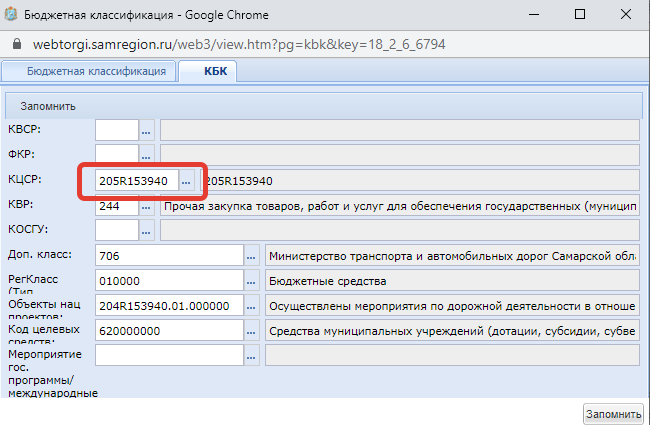 Бюджетная классификация - Google Chrome
webtorgi.samregion.ru/web3/view.htm?pg=kbk&key=18_2_6_6794
Бюджетная классификация КБК
Запомнить
КВСР: ...
ФКР: ...
КЦСР: 205R153940 ... 205R153940
КВР: 244 ... Прочая закупка товаров, работ и услуг для обеспечения государственных (муницип
КОСГУ: ...
Доп. класс: 706 ... Министерство транспорта и автомобильных дорог Самарской обла
РегКласс 010000 ... Бюджетные средства
(Тип
Объекты нац 204R153940.01.000000 ... Осуществлены мероприятия по дорожной деятельности в отноше
проектов:
Код целевых 620000000 ... Средства муниципальных учреждений (дотации, субсидии, субве
средств:
Мероприятие ...
гос.
программы/
международные
Запомнить